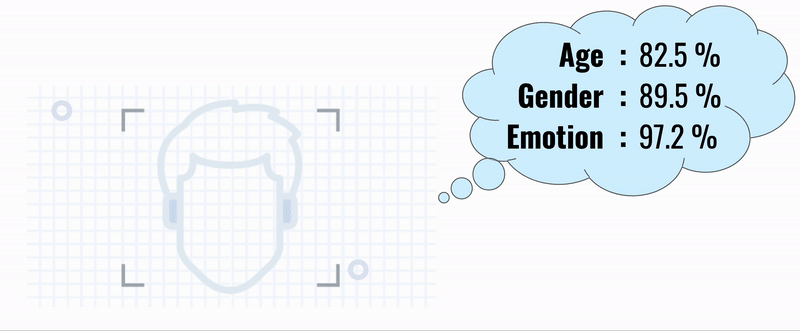 Age : 82.5 %
Gender : 89.5 %
Emotion : 97.2 %